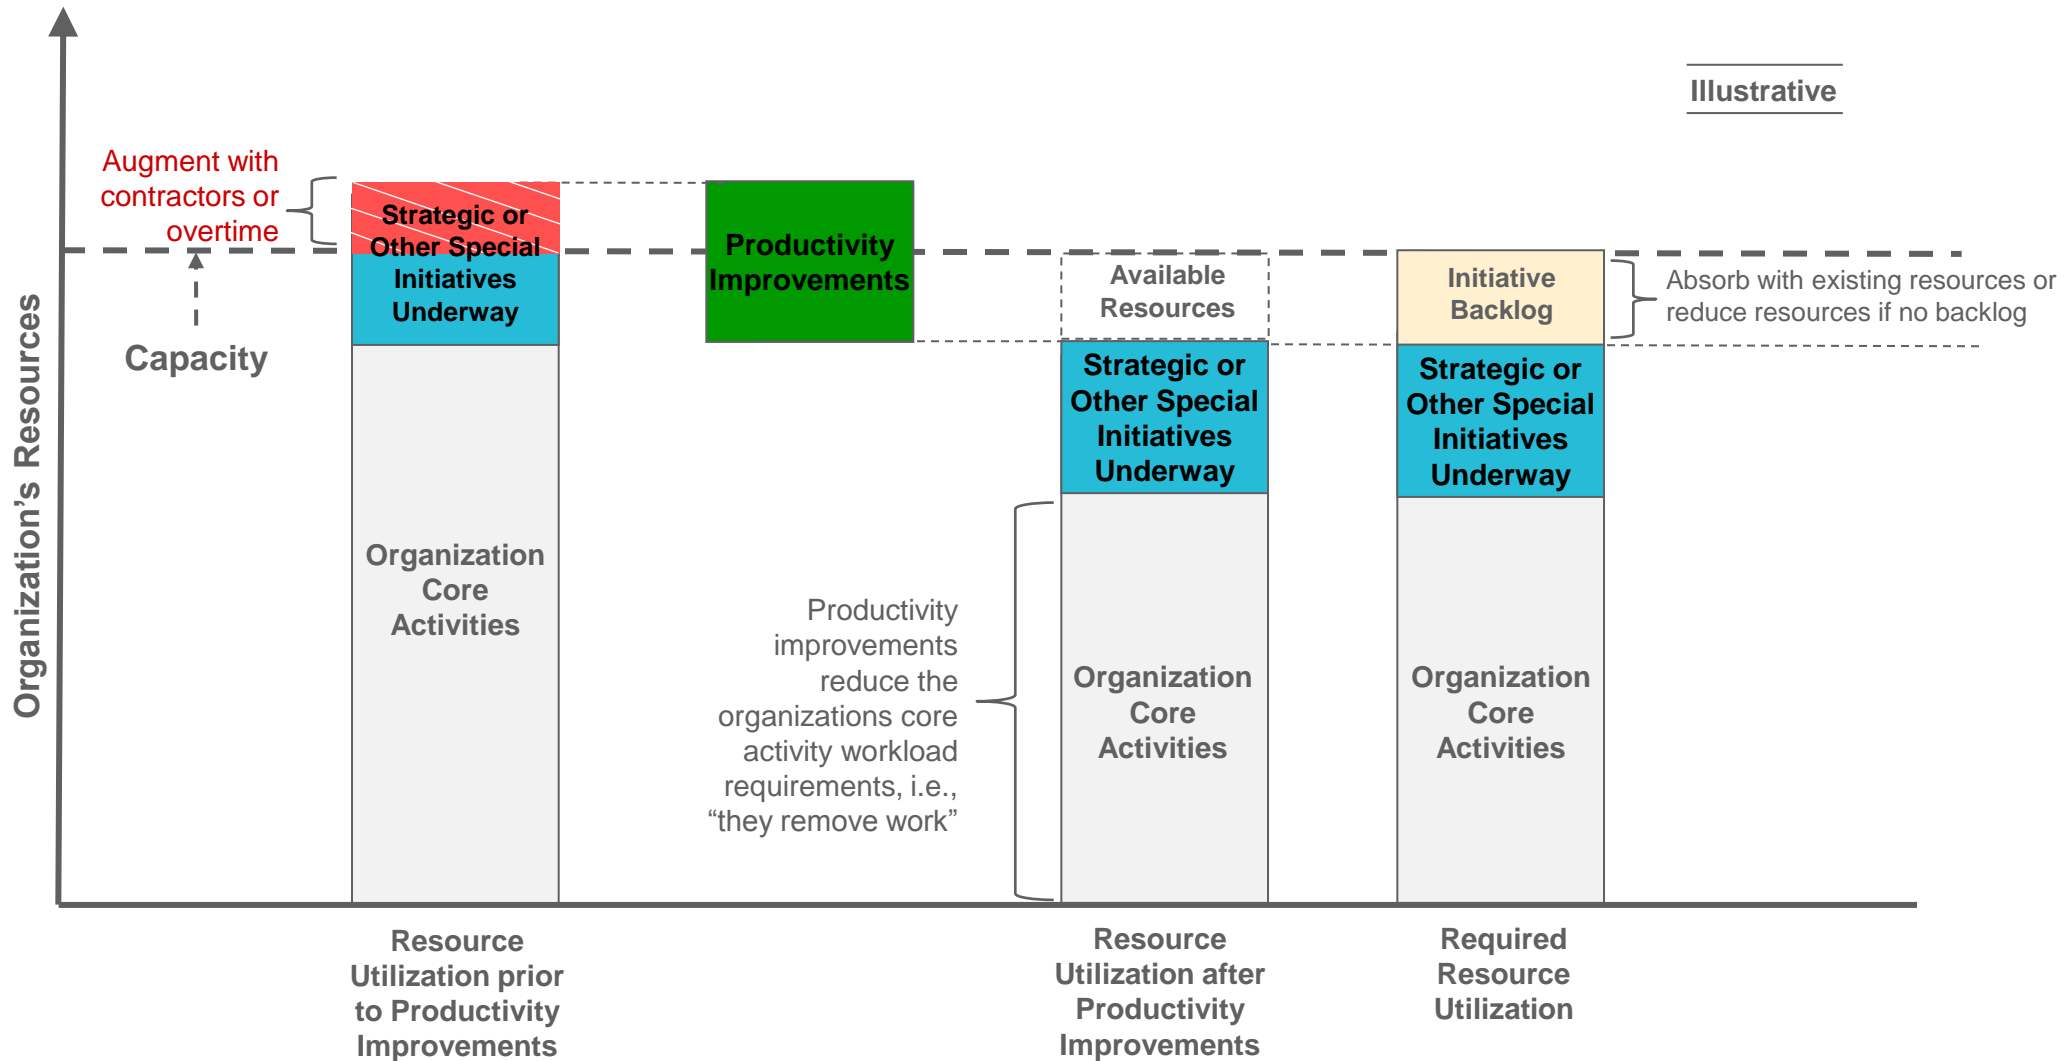 Illustrative
Organization’s Resources
Augment with
contractors or
overtime
Capacity
Strategic or
Other Special
Initiatives
Underway
Organization
Core
Activities
Productivity
Improvements
Productivity
improvements
reduce the
organizations core
activity workload
requirements, i.e.,
“they remove work”
Available
Resources
Strategic or
Other Special
Initiatives
Underway
Organization
Core
Activities
Initiative
Backlog
Strategic or
Other Special
Initiatives
Underway
Organization
Core
Activities
Absorb with existing resources or
reduce resources if no backlog
Resource
Utilization prior
to Productivity
Improvements
Resource
Utilization after
Productivity
Improvements
Required
Resource
Utilization